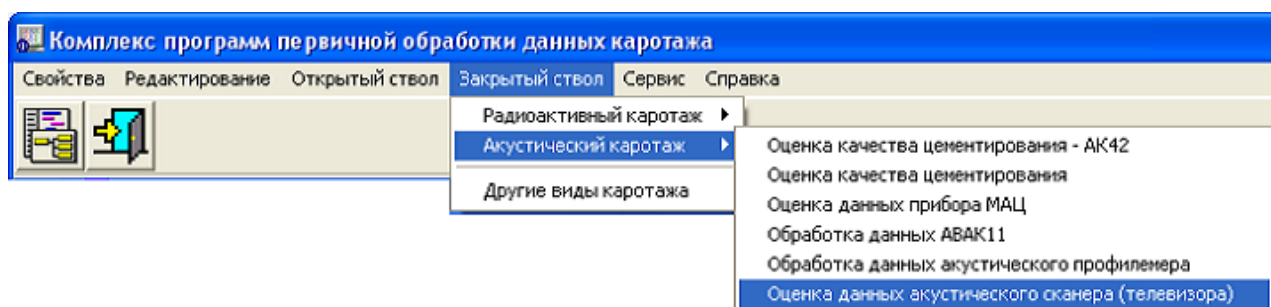 Комплекс программ первичной обработки данных каротажа
Свойства Редактирование Открытый ствол Закрытый ствол Сервис Справка
Радиоактивный каротаж
Акустический каротаж
Другие виды каротажа
Оценка качества цементирования - АК42
Оценка качества цементирования
Оценка данных прибора МАЦ
Обработка данных АВАК11
Обработка данных акустического профилемера
Оценка данных акустического сканера (телевизора)